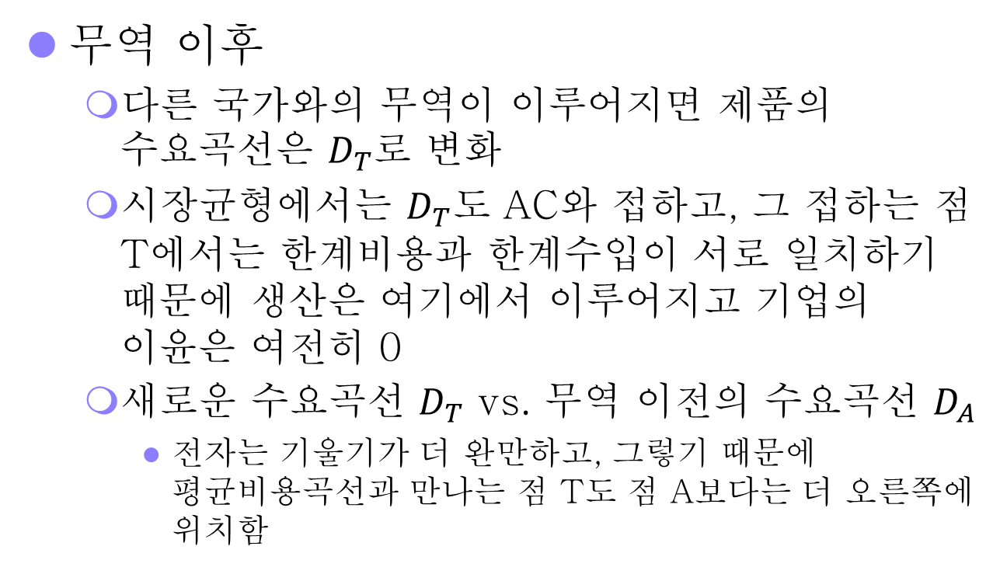 무역 이후
다른 국가와의 무역이 이루어지면 제품의
수요곡선은 D_T로 변화
시장균형에서는 D_T도 AC와 접하고, 그 접하는 점
T에서는 한계비용과 한계수입이 서로 일치하기
때문에 생산은 여기에서 이루어지고 기업의
이윤은 여전히 0
새로운 수요곡선 D_T vs. 무역 이전의 수요곡선 D_A
전자는 기울기가 더 완만하고, 그렇기 때문에
평균비용곡선과 만나는 점 T도 점 A보다는 더 오른쪽에
위치함